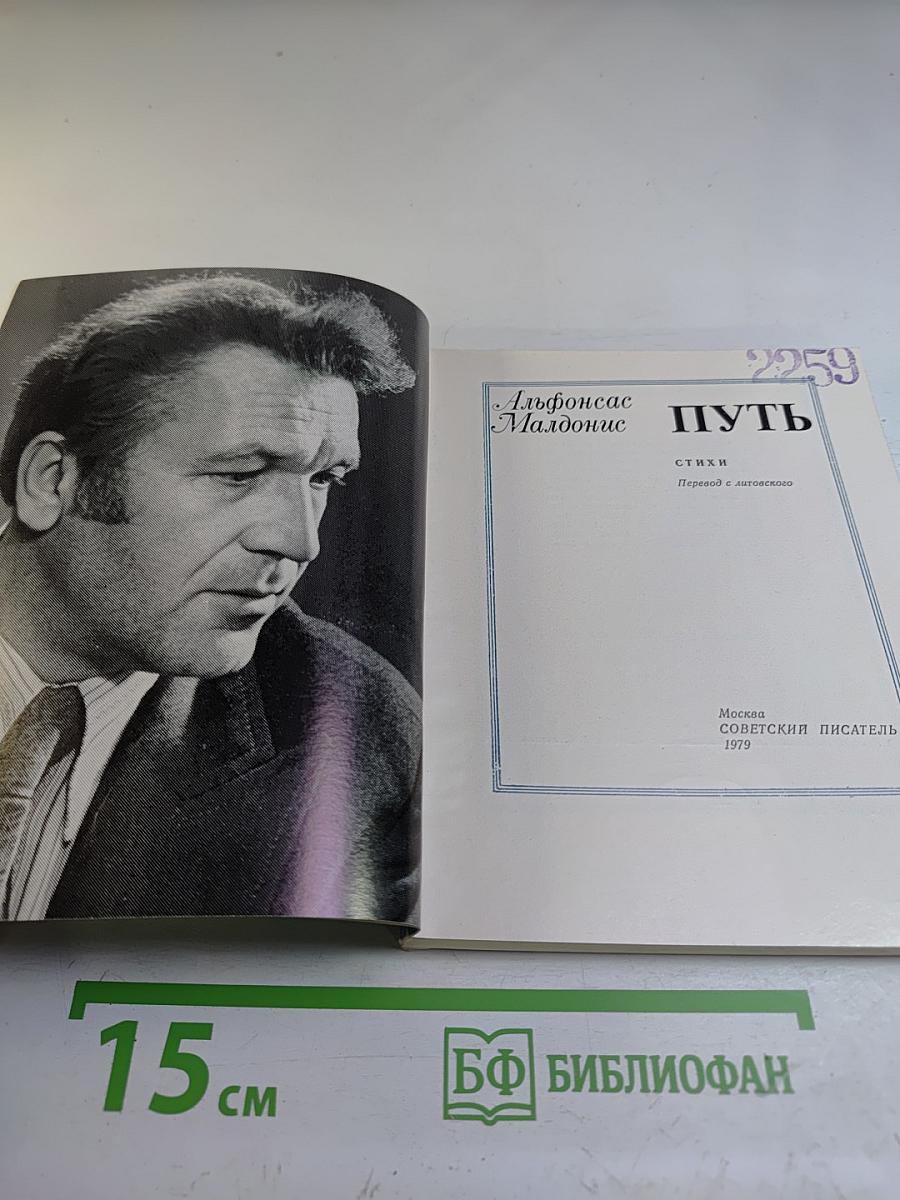 2259
Альфонсас
Малдонис
ПУТЬ
СТИХИ
Перевод с литовского
Москва
СОВЕТСКИЙ ПИСАТЕЛЬ
1979
15 см
БФ БИБЛИОФАН